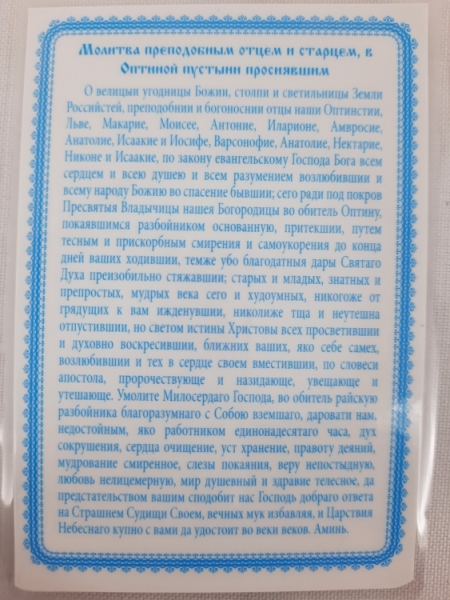 Молитва преподобным отцем и старцем, в
Оптиной пустыни просиявшим
О велицыи угодницы Божии, столпи и светильницы Земли
Российстей, преподобнии и богоноснии отцы наши Оптинстии,
Льве, Макарие, Моисее, Антоние, Иларионе, Амвросие,
Анатолие, Исаакие и Иосифе, Варсонофие, Анатолие, Нектарие,
Никоне и Исаакие, по закону евангельскому Господа Бога всем
сердцем и всею душею и всем разумением возлюбившии и
всему народу Божию во спасение бывшии; сего ради под покров
Пресвятыя Владычицы нашея Богородицы во обитель Оптину,
покаявшимся разбойником основанную, притекшии, путем
тесным и прискорбным смирения и самоукорения до конца
дней ваших ходившии, темже убо благодатныя дары Святаго
Духа преизобильно стяжавшии; старых и младых, знатных и
препростых, мудрых века сего и худоумных, никогоже от
грядущих к вам ижденувшии, николиже тща и неутешна
отпустившии, но светом истины Христовы всех просветившии
и духовно воскресившии, ближних ваших, яко себе самех,
возлюбившии и тех в сердце своем вместившии, по словеси
апостола, пророчествующе и назидающе, увещающе и
утешающе. Умолите Милосердаго Господа, во обитель райскую
разбойника благоразумнаго с Собою вземшаго, даровати нам,
недостойным, яко работником единонадесятаго часа, дух
сокрушения, сердца очищение, уст хранение, правоту деяний,
мудрование смиренное, слезы покаяния, веру непостыдную,
любовь нелицемерную, мир душевный и здравие телесное, да
предстательством вашим сподобит нас Господь добраго ответа
на Страшнем Судищи Своем, вечных мук избавляя, и Царствия
Небеснаго купно с вами да удостоит во веки веков. Аминь.